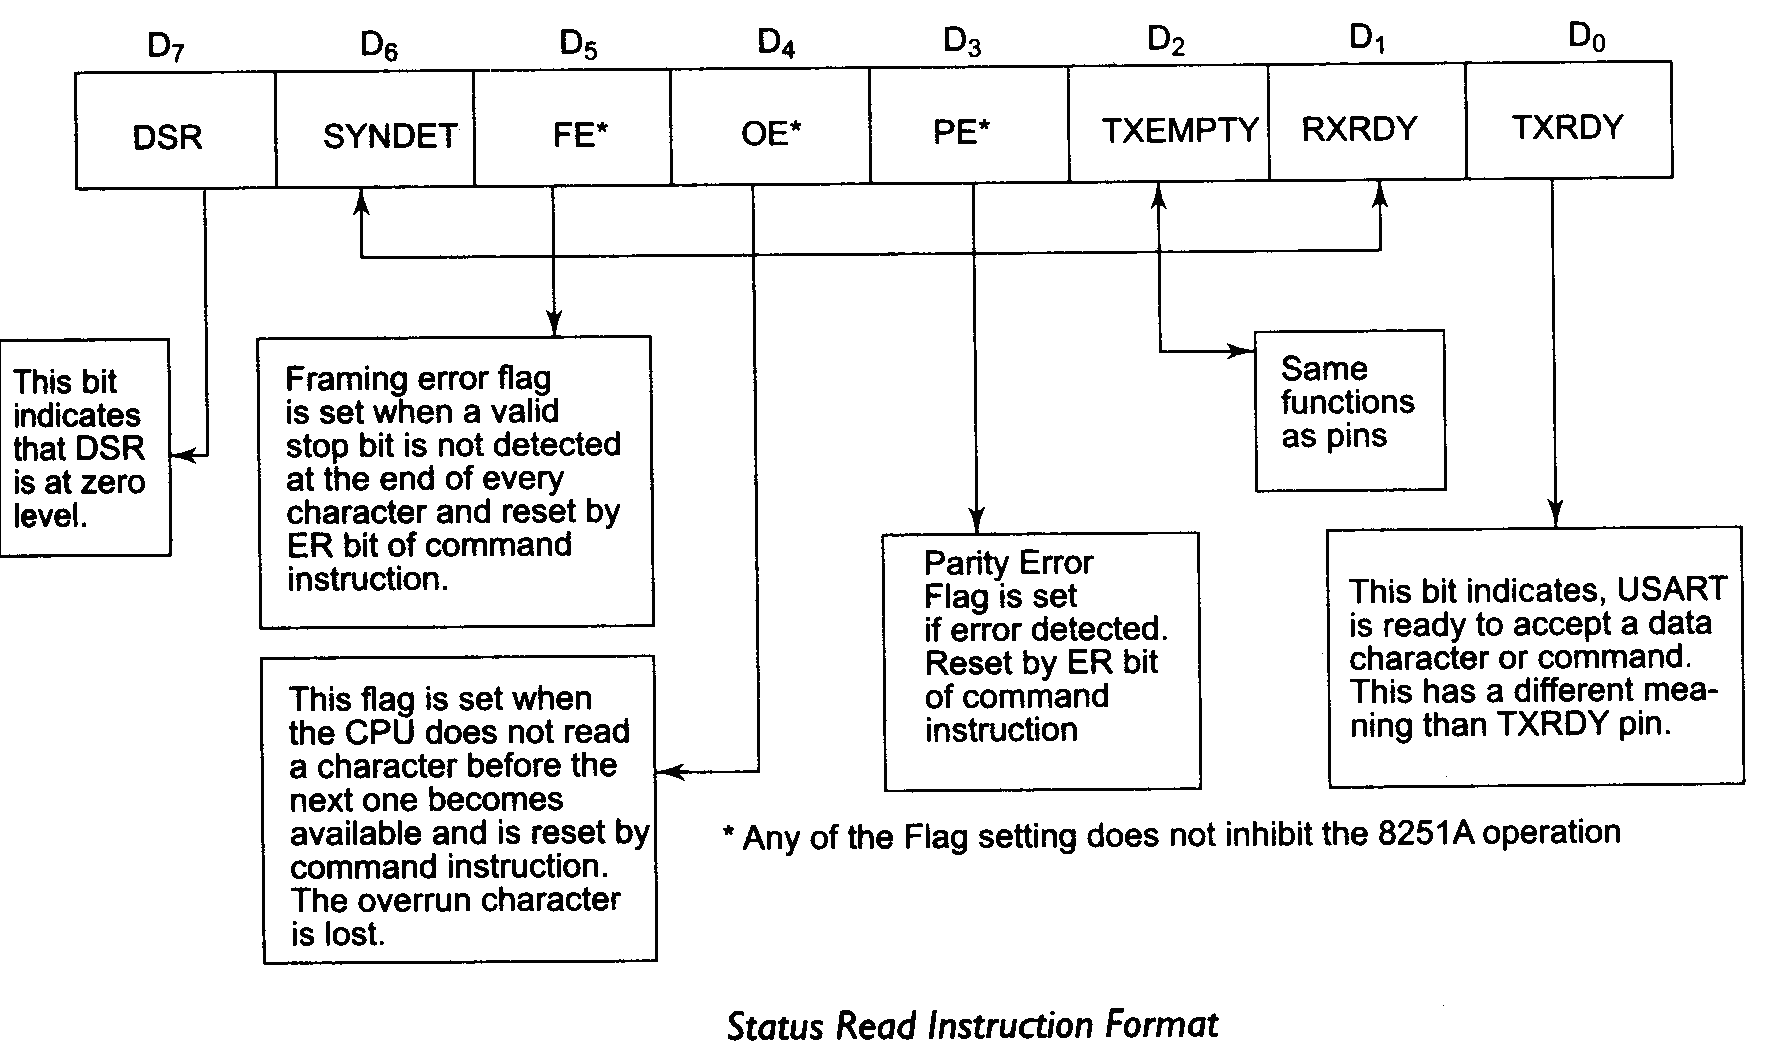 D7 D6 D5 D4 D3 D2 D1 D0
DSR SYNDET FE* OE* PE* TXEMPTY RXRDY TXRDY
This bit
indicates
that DSR
is at zero
level.
Framing error flag
is set when a valid
stop bit is not detected
at the end of every
character and reset by
ER bit of command
instruction.
Same
functions
as pins
Parity Error
Flag is set
if error detected.
Reset by ER bit
of command
instruction
This bit indicates, USART
is ready to accept a data
character or command.
This has a different mea-
ning than TXRDY pin.
This flag is set when
the CPU does not read
a character before the
next one becomes
available and is reset by
command instruction.
The overrun character
is lost.
* Any of the Flag setting does not inhibit the 8251A operation
Status Read Instruction Format